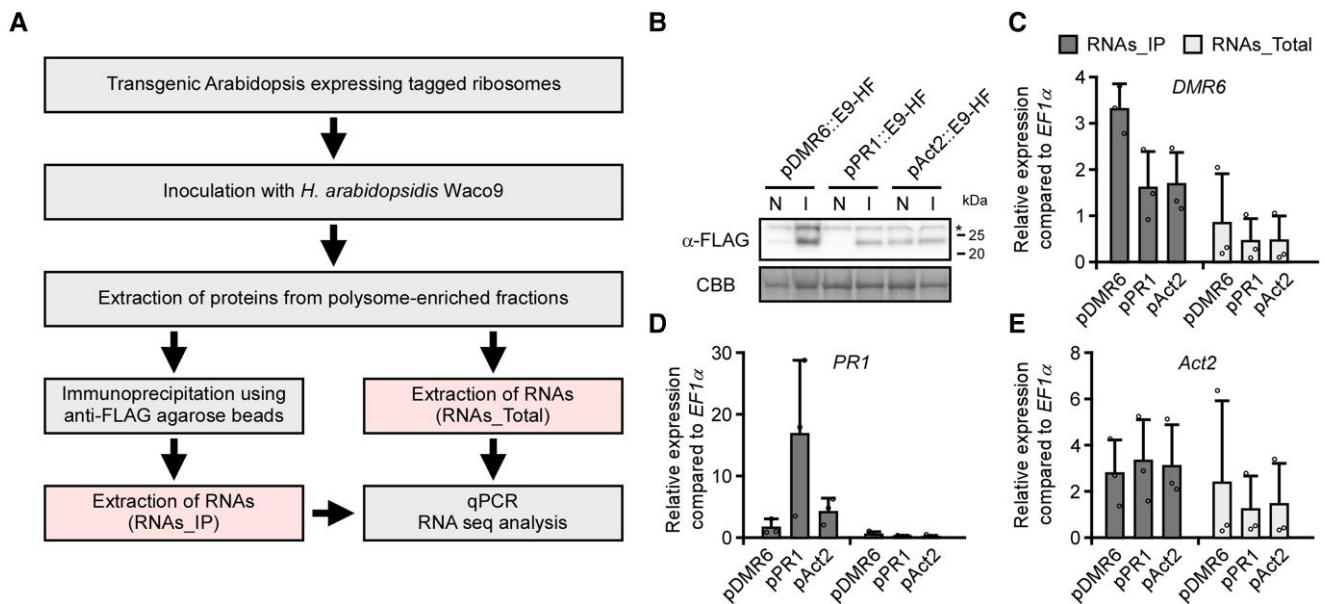 A
Transgenic Arabidopsis expressing tagged ribosomes
Inoculation with H. arabidopsidis Waco9
Extraction of proteins from polysome-enriched fractions
Immunoprecipitation using
anti-FLAG agarose beads
Extraction of RNAs
(RNAs_Total)
Extraction of RNAs
(RNAs_IP)
qPCR
RNA seq analysis
B
pDMR6::E9-HF
pPR1::E9-HF
pAct2::E9-HF
N I N I N I kDa
α-FLAG
*
25
20
CBB
C
RNAs_IP RNAs_Total
DMR6
Relative expression
compared to EF1α
4
3
2
1
0
pDMR6
pPR1
pAct2
pDMR6
pPR1
pAct2
D
PR1
Relative expression
compared to EF1α
30
20
10
0
pDMR6
pPR1
pAct2
pDMR6
pPR1
pAct2
E
Act2
Relative expression
compared to EF1α
8
6
4
2
0
pDMR6
pPR1
pAct2
pDMR6
pPR1
pAct2